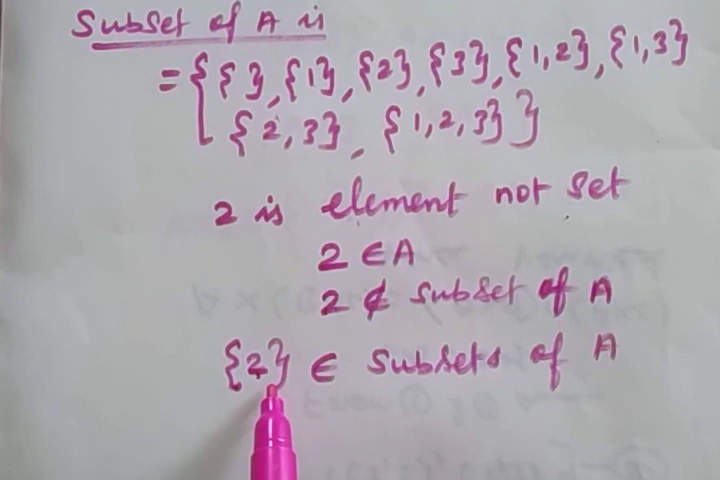 Subset of A is
= { { }, {1}, {2}, {3}, {1,2}, {1,3}
{2,3}, {1,2,3} }
2 is element not set
2 ∈ A
2 ∉ subset of A
{2} ∈ subsets of A